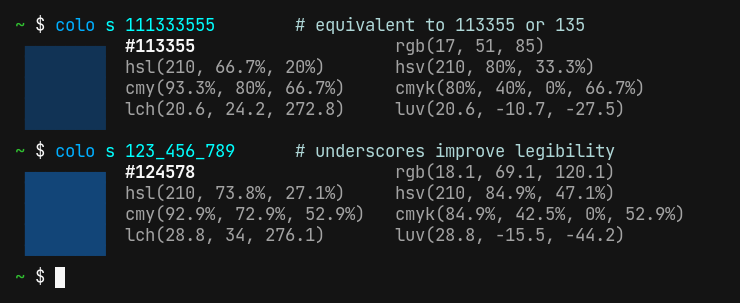 ~ $ colo s 111333555        # equivalent to 113355 or 135
#113355                    rgb(17, 51, 85)
hsl(210, 66.7%, 20%)       hsv(210, 80%, 33.3%)
cmy(93.3%, 80%, 66.7%)     cmyk(80%, 40%, 0%, 66.7%)
lch(20.6, 24.2, 272.8)     luv(20.6, -10.7, -27.5)
~ $ colo s 123_456_789      # underscores improve legibility
#124578                    rgb(18.1, 69.1, 120.1)
hsl(210, 73.8%, 27.1%)     hsv(210, 84.9%, 47.1%)
cmy(92.9%, 72.9%, 52.9%)   cmyk(84.9%, 42.5%, 0%, 52.9%)
lch(28.8, 34, 276.1)       luv(28.8, -15.5, -44.2)
~ $